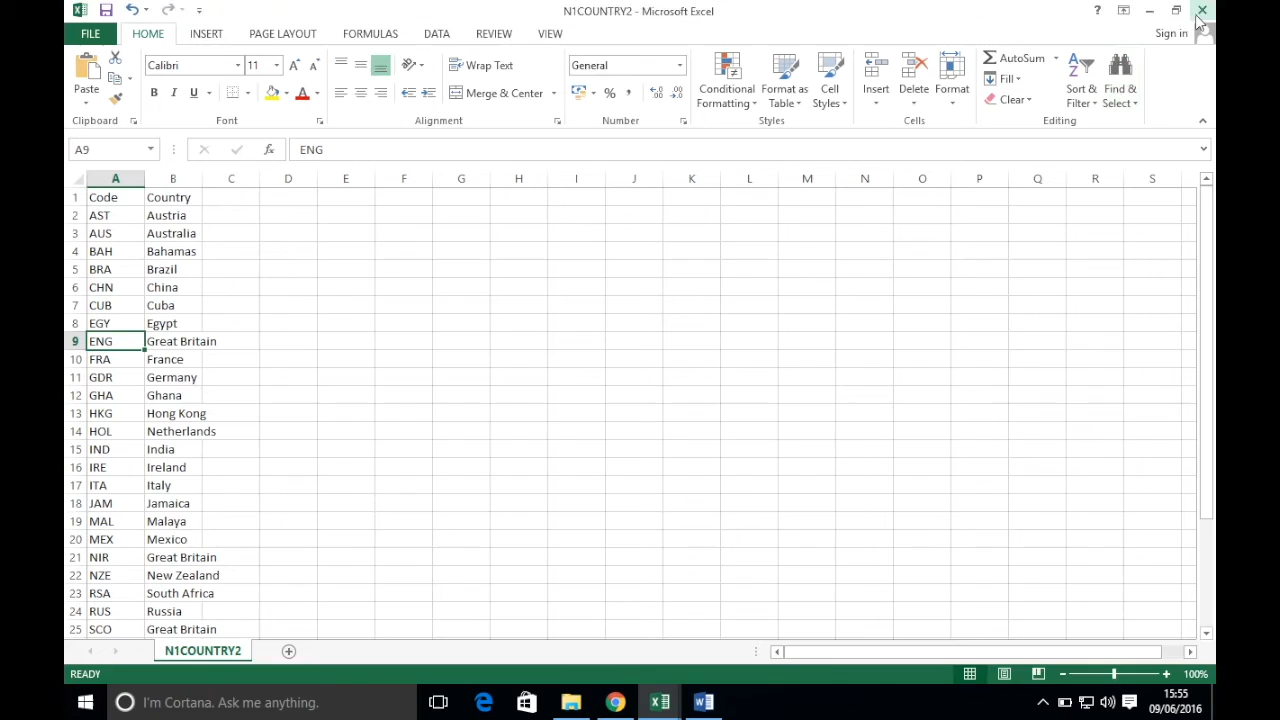 N1COUNTRY2 - Microsoft Excel
?
FILE HOME INSERT PAGE LAYOUT FORMULAS DATA REVIEW VIEW Sign in
Paste
Clipboard
Calibri 11
B I U
Font
Wrap Text
Merge & Center
Alignment
General
%
Number
Conditional Formatting
Format as Table
Cell Styles
Styles
Insert Delete Format
Cells
AutoSum
Fill
Clear
Sort & Filter
Find & Select
Editing
A9 fx ENG
A B C D E F G H I J K L M N O P Q R S
1 Code Country
2 AST Austria
3 AUS Australia
4 BAH Bahamas
5 BRA Brazil
6 CHN China
7 CUB Cuba
8 EGY Egypt
9 ENG Great Britain
10 FRA France
11 GDR Germany
12 GHA Ghana
13 HKG Hong Kong
14 HOL Netherlands
15 IND India
16 IRE Ireland
17 ITA Italy
18 JAM Jamaica
19 MAL Malaya
20 MEX Mexico
21 NIR Great Britain
22 NZE New Zealand
23 RSA South Africa
24 RUS Russia
25 SCO Great Britain
N1COUNTRY2
READY 100%
I'm Cortana. Ask me anything.
15:55
09/06/2016